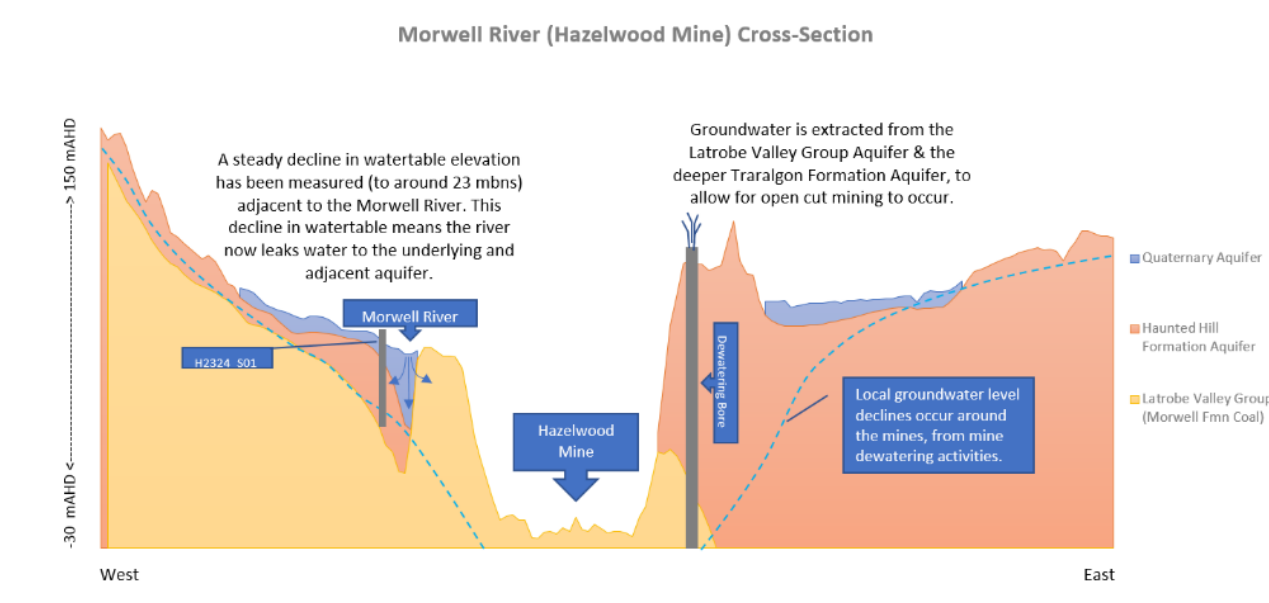 Morwell River (Hazelwood Mine) Cross-Section
-30 mAHD <--------------------------------------------------> 150 mAHD
A steady decline in watertable elevation
has been measured (to around 23 mbns)
adjacent to the Morwell River. This
decline in watertable means the river
now leaks water to the underlying and
adjacent aquifer.
Groundwater is extracted from the
Latrobe Valley Group Aquifer & the
deeper Traralgon Formation Aquifer, to
allow for open cut mining to occur.
Morwell River
H2324 S01
Hazelwood
Mine
Dewatering Bore
Local groundwater level
declines occur around
the mines, from mine
dewatering activities.
Quaternary Aquifer
Haunted Hill
Formation Aquifer
Latrobe Valley Group
(Morwell Fmn Coal)
West
East